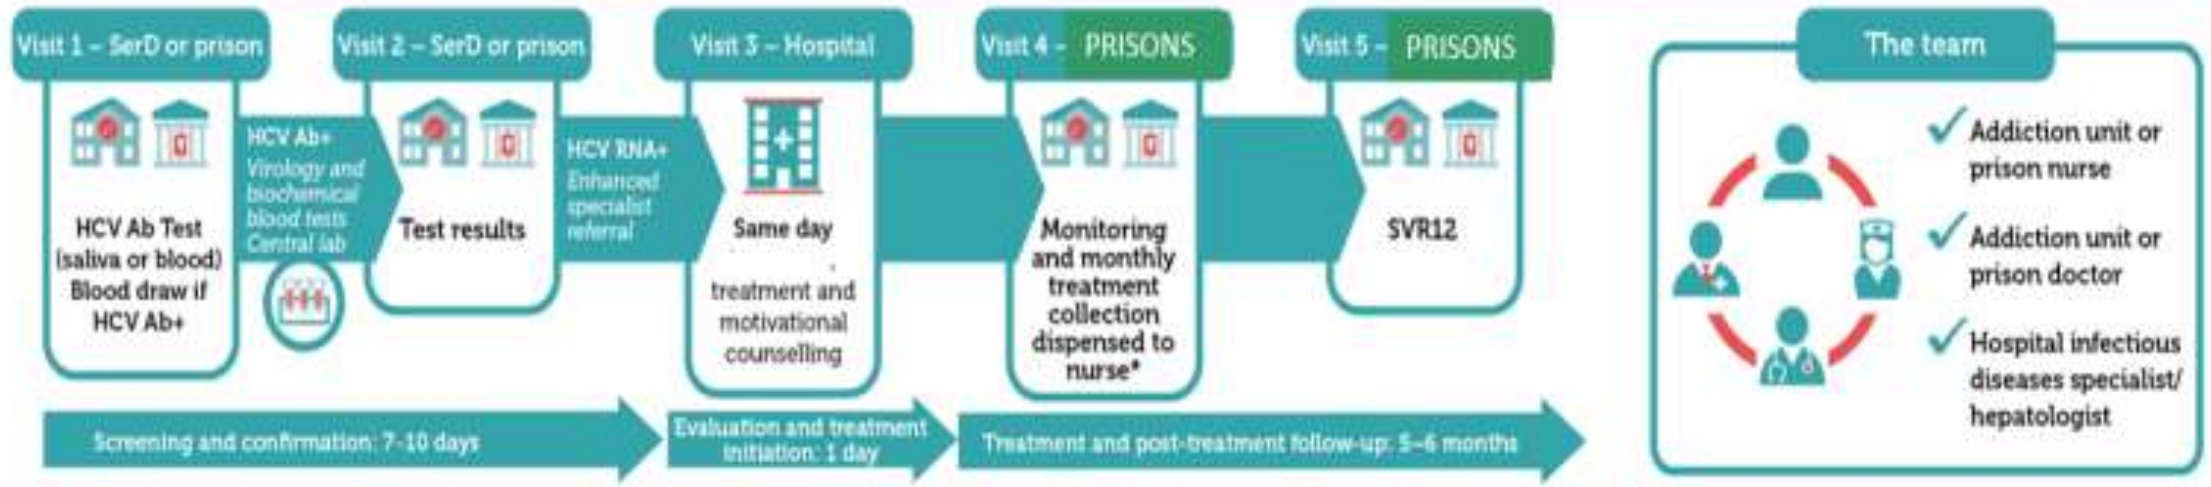 Visit 1 – SerD or prison
HCV Ab Test
(saliva or blood)
Blood draw if
HCV Ab+
HCV Ab+
Virology and
biochemical
blood tests
Central lab
Visit 2 – SerD or prison
Test results
HCV RNA+
Enhanced
specialist
referral
Visit 3 – Hospital
Same day
treatment and
motivational
counselling
Visit 4 - PRISONS
Monitoring
and monthly
treatment
collection
dispensed to
nurse*
Visit 5 – PRISONS
SVR12
Screening and confirmation: 7-10 days
Evaluation and treatment
initiation: 1 day
Treatment and post-treatment follow-up: 5–6 months
The team
Addiction unit or
prison nurse
Addiction unit or
prison doctor
Hospital infectious
diseases specialist/
hepatologist